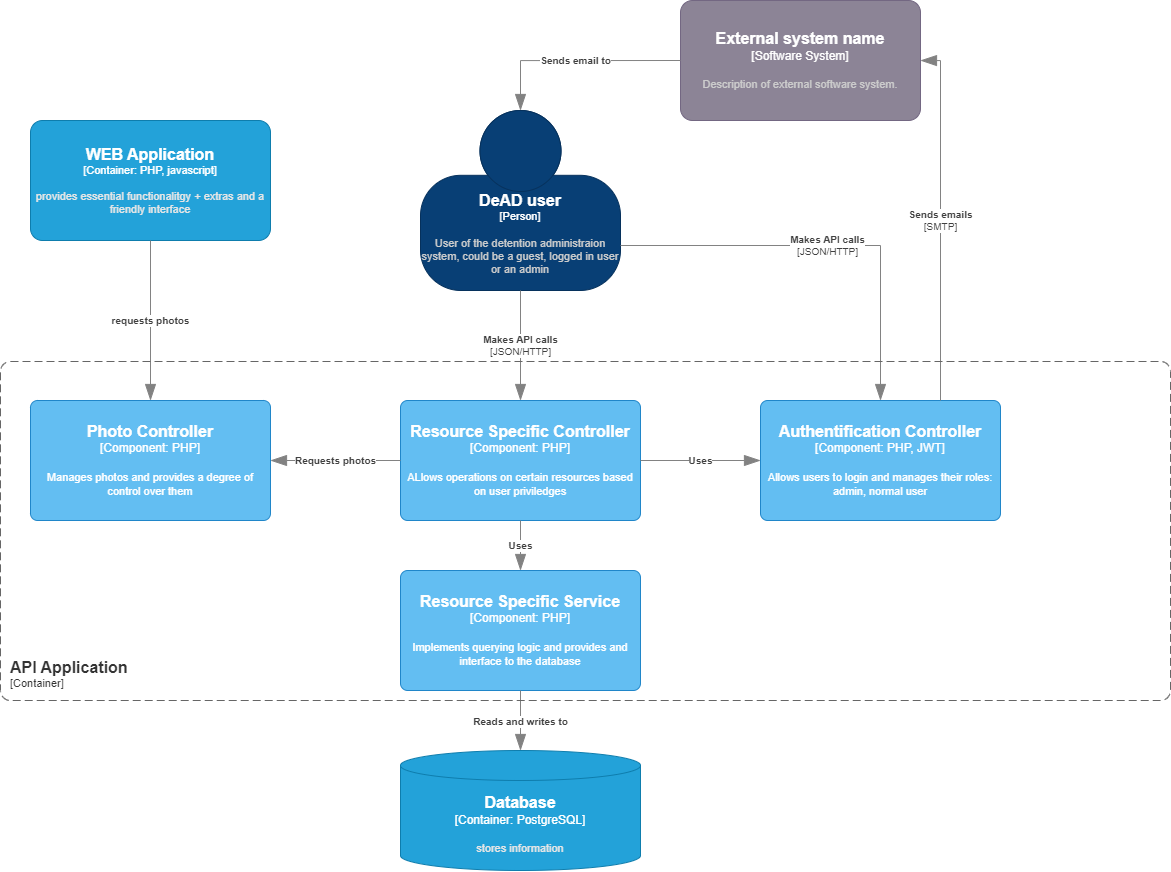 External system name
[Software System]
Description of external software system.
Sends email to
WEB Application
[Container: PHP, javascript]
provides essential functionalitgy + extras and a
friendly interface
DeAD user
[Person]
User of the detention administraion
system, could be a guest, logged in user
or an admin
Sends emails
[SMTP]
Makes API calls
[JSON/HTTP]
requests photos
Makes API calls
[JSON/HTTP]
Photo Controller
[Component: PHP]
Manages photos and provides a degree of
control over them
Requests photos
Resource Specific Controller
[Component: PHP]
ALlows operations on certain resources based
on user priviledges
Uses
Authentification Controller
[Component: PHP, JWT]
Allows users to login and manages their roles:
admin, normal user
Uses
Resource Specific Service
[Component: PHP]
Implements querying logic and provides and
interface to the database
API Application
[Container]
Reads and writes to
Database
[Container: PostgreSQL]
stores information